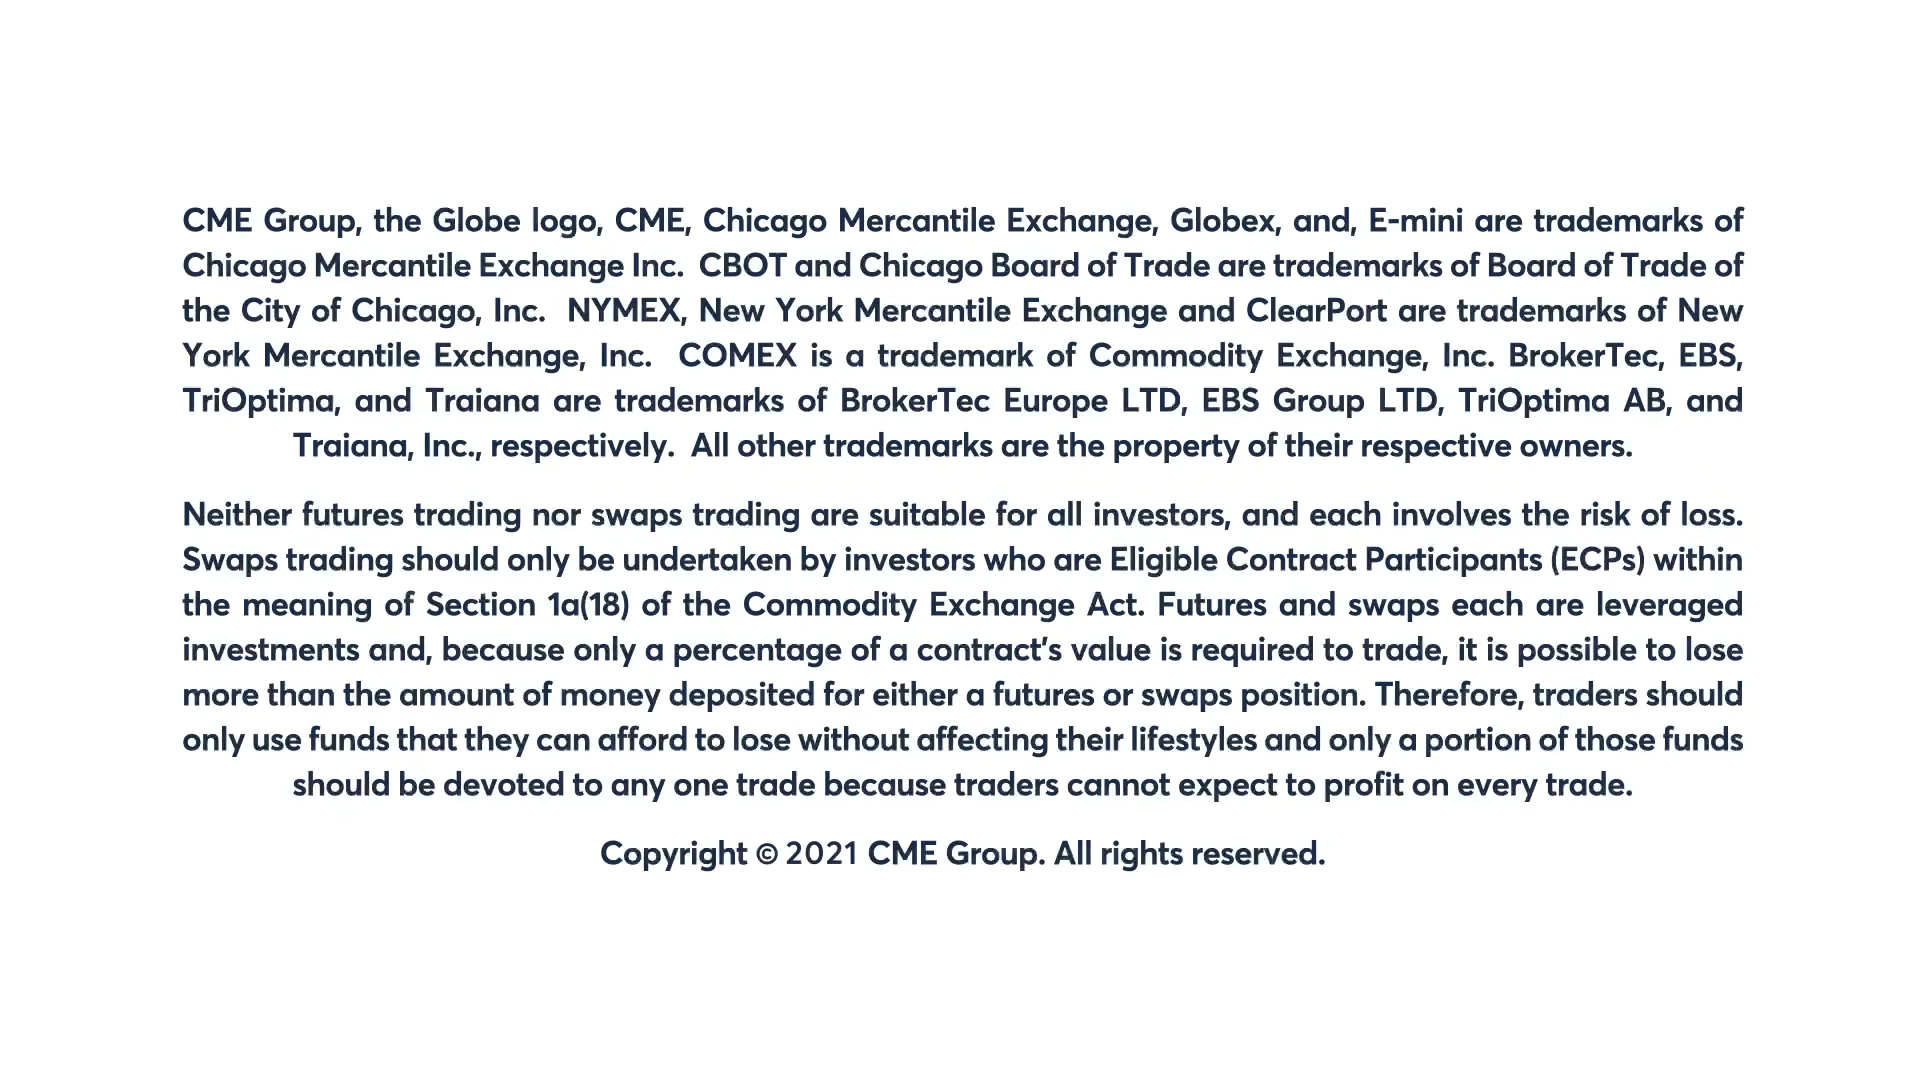 CME Group, the Globe logo, CME, Chicago Mercantile Exchange, Globex, and, E-mini are trademarks of
Chicago Mercantile Exchange Inc.  CBOT and Chicago Board of Trade are trademarks of Board of Trade of
the City of Chicago, Inc.  NYMEX, New York Mercantile Exchange and ClearPort are trademarks of New
York Mercantile Exchange, Inc.  COMEX is a trademark of Commodity Exchange, Inc. BrokerTec, EBS,
TriOptima, and Traiana are trademarks of BrokerTec Europe LTD, EBS Group LTD, TriOptima AB, and
Traiana, Inc., respectively.  All other trademarks are the property of their respective owners.
Neither futures trading nor swaps trading are suitable for all investors, and each involves the risk of loss.
Swaps trading should only be undertaken by investors who are Eligible Contract Participants (ECPs) within
the meaning of Section 1a(18) of the Commodity Exchange Act. Futures and swaps each are leveraged
investments and, because only a percentage of a contract's value is required to trade, it is possible to lose
more than the amount of money deposited for either a futures or swaps position. Therefore, traders should
only use funds that they can afford to lose without affecting their lifestyles and only a portion of those funds
should be devoted to any one trade because traders cannot expect to profit on every trade.
Copyright © 2021 CME Group. All rights reserved.